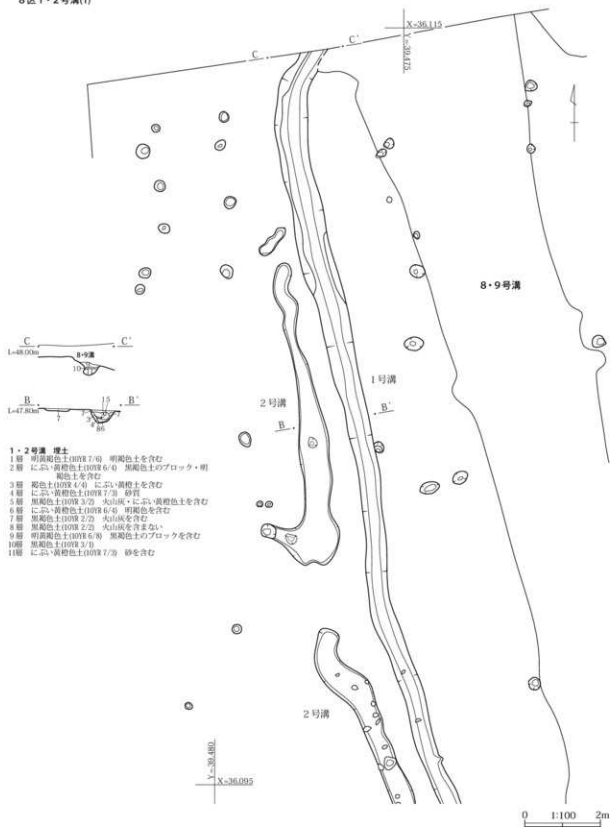 8区1・2号溝(1)
X=36.115
Y=39.475
C
C'
8・9号溝
C
C'
L=48.00m
8・9溝
10
B
B'
L=47.80m
15
7
86
1号溝
2号溝
B
B'
1・2号溝 埋土
1層 明黄褐色土(10YR 7/6) 明褐色土を含む
2層 にぶい黄橙色土(10YR 6/4) 黒褐色土のブロック・明
褐色土を含む
3層 褐色土(10YR 4/4) にぶい黄橙土を含む
4層 にぶい黄橙色土(10YR 7/3) 砂質
5層 黒褐色土(10YR 3/2) 火山灰・にぶい黄橙色土を含む
6層 にぶい黄橙色土(10YR 6/4) 明褐色を含む
7層 黒褐色土(10YR 2/2) 火山灰を含む
8層 黒褐色土(10YR 2/2) 火山灰を含まない
9層 明黄褐色土(10YR 6/8) 黒褐色土のブロックを含む
10層 黒褐色土(10YR 3/1)
11層 にぶい黄橙色土(10YR 7/3) 砂を含む
2号溝
Y=39.480
X=36.095
0 1:100 2m